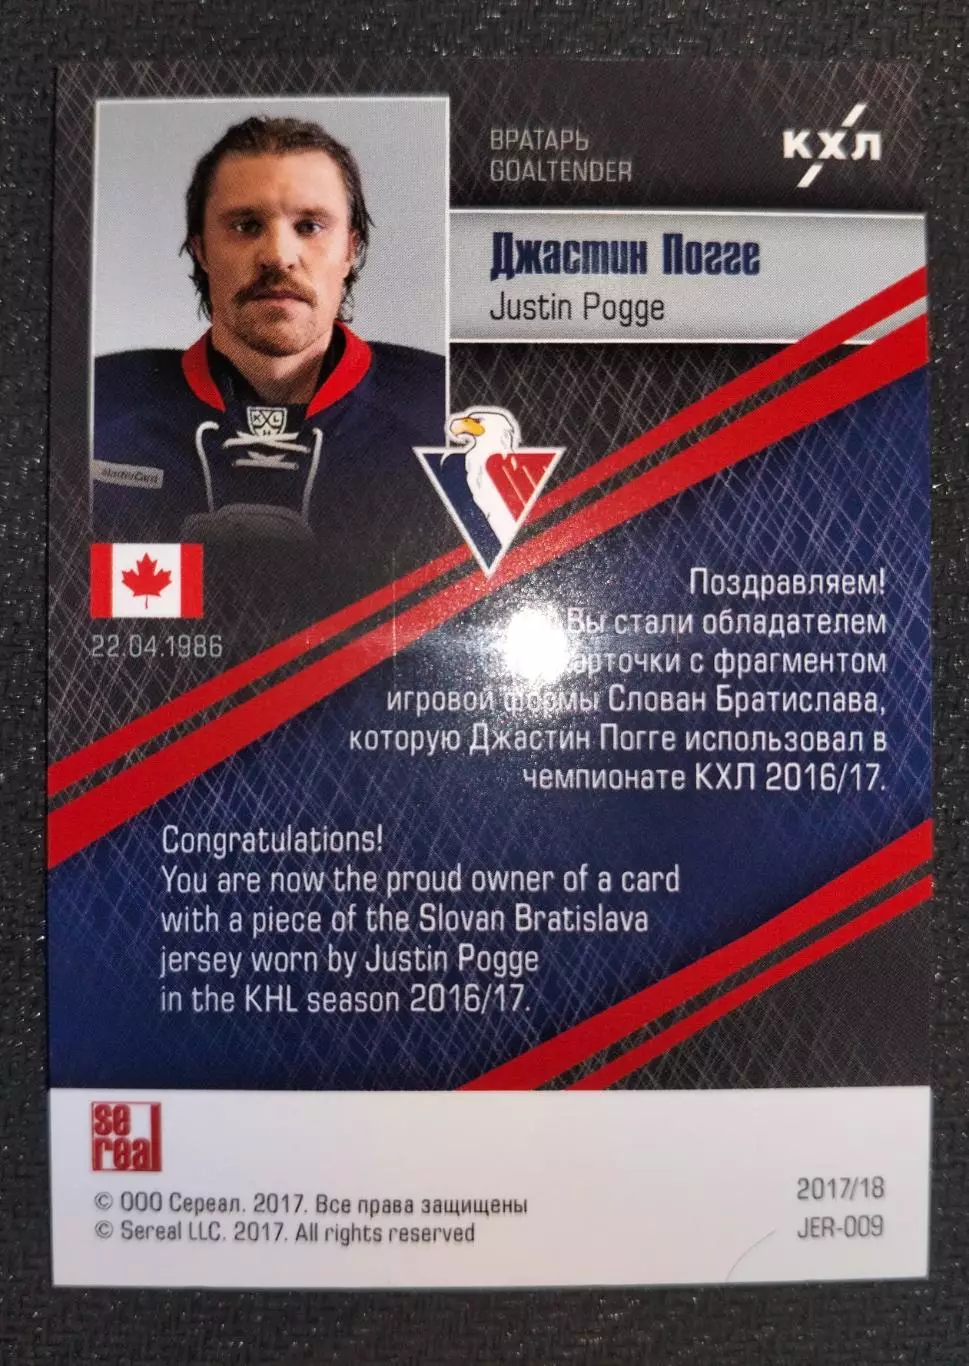 ВРАТАРЬ
GOALTENDER
КХЛ
Джастин Погге
Justin Pogge
MasterCard
22.04.1986
Поздравляем!
Вы стали обладателем
карточки с фрагментом
игровой формы Слован Братислава,
которую Джастин Погге использовал в
чемпионате КХЛ 2016/17.
Congratulations!
You are now the proud owner of a card
with a piece of the Slovan Bratislava
jersey worn by Justin Pogge
in the KHL season 2016/17.
se
real
© ООО Сереал. 2017. Все права защищены
© Sereal LLC. 2017. All rights reserved
2017/18
JER-009